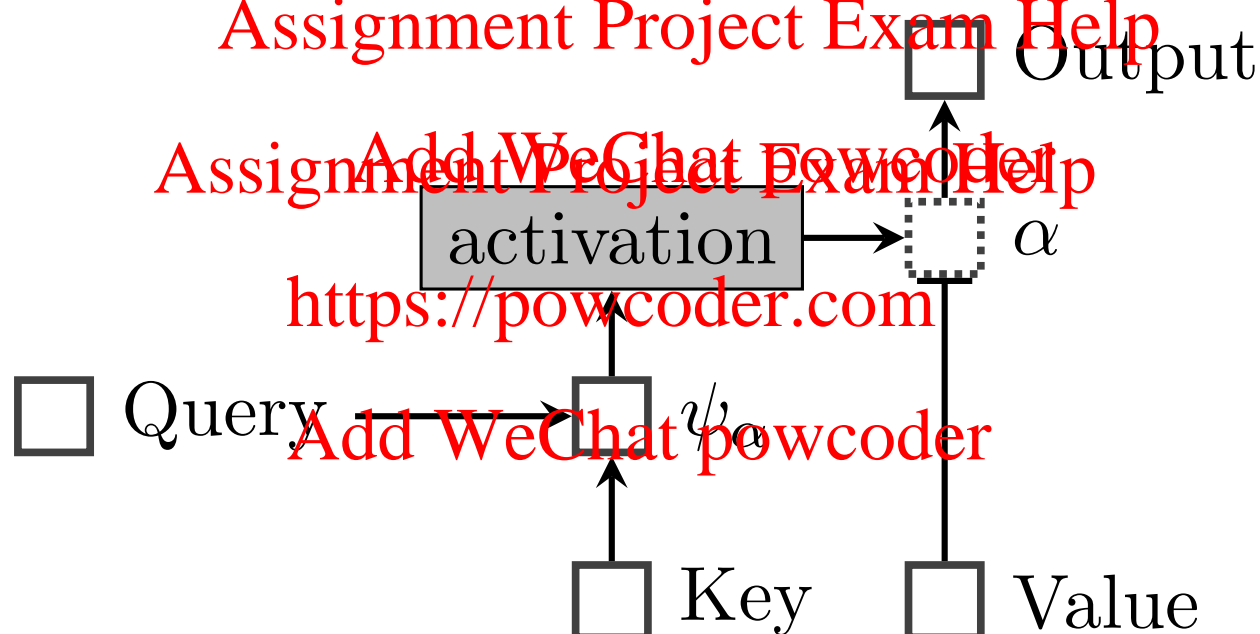 Assignment Project Exam Help
Output
Add WeChat powcoder
Assignment Project Exam Help
activation
α
https://powcoder.com
Query
ψα
Add WeChat powcoder
Key
Value